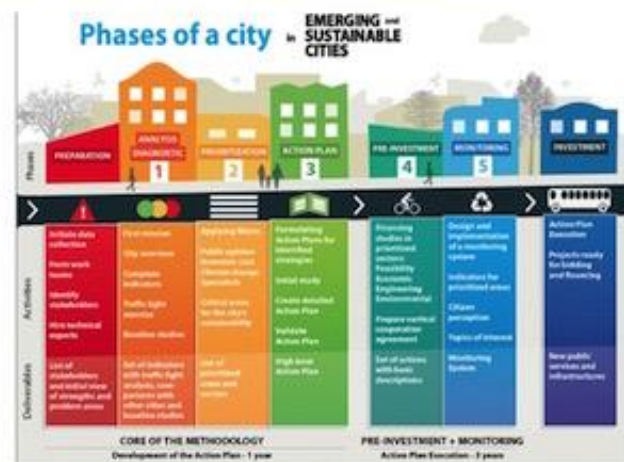 Phases of a city in EMERGING and
SUSTAINABLE
CITIES
Phases
PREPARATION
ANALYSIS
DIAGNOSTIC
1
PRIORITIZATION
2
ACTION PLAN
3
PRE-INVESTMENT
4
MONITORING
5
INVESTMENT
Activities
Initiate data
collection
Form work
teams
Identify
stakeholders
Hire technical
experts
First mission
City overview
Complete
Indicators
Traffic light
exercise
Baseline studies
Applying filters:
Public opinion
Economic cost
Climate change
Critical areas
for the city's
sustainability
Formulating
Action Plans for
strategies
Initial study
Create detailed
Action Plan
Validate
Action Plan
Financing
studies in
prioritized
sectors:
Feasibility
Economic
Engineering
Environmental
Prepare vertical
cooperation
agreement
Design and
implementation
of a monitoring
system
Indicators for
prioritized areas
Citizen
perception
Topics of interest
Action Plan
Execution
Projects ready for
bidding and
financing
Deliverables
List of
stakeholders
and initial view
of strengths and
problem areas
Set of indicators
with traffic light
analysis,
with
other cities and
baseline studies
List of
prioritized
areas and
sectors
High level
Action Plan
Set of actions
with basic
descriptions
Monitoring
System
New public
services and
infrastructures
CORE OF THE METHODOLOGY
Development of the Action Plan - 1 year
PRE-INVESTMENT + MONITORING
Action Plan Execution - 3 years